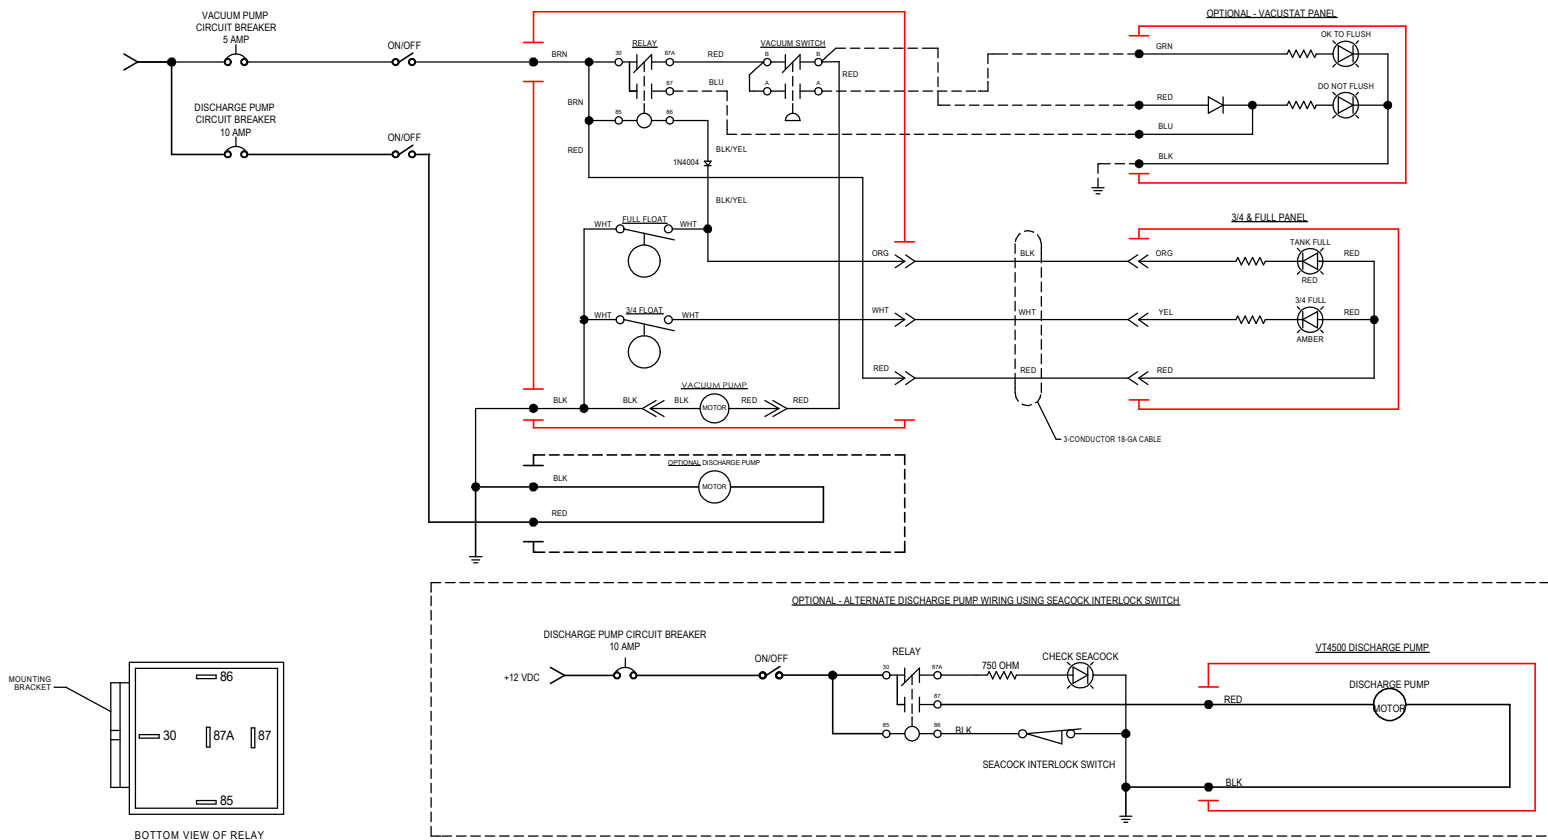 VACUUM PUMP
CIRCUIT BREAKER
5 AMP
ON/OFF
DISCHARGE PUMP
CIRCUIT BREAKER
10 AMP
ON/OFF
BRN
RELAY
30
87A
RED
VACUUM SWITCH
B
B
RED
87
BLU
A
A
BRN
85
86
RED
BLK/YEL
1N4004
BLK/YEL
OPTIONAL - VACUSTAT PANEL
GRN
OK TO FLUSH
RED
DO NOT FLUSH
BLU
BLK
WHT
FULL FLOAT
WHT
ORG
BLK
WHT
3/4 FLOAT
WHT
WHT
WHT
RED
RED
3/4 & FULL PANEL
TANK FULL
ORG
RED
RED
3/4 FULL
YEL
RED
AMBER
RED
3-CONDUCTOR 18-GA CABLE
VACUUM PUMP
BLK
BLK
BLK
MOTOR
RED
RED
OPTIONAL DISCHARGE PUMP
BLK
MOTOR
RED
OPTIONAL - ALTERNATE DISCHARGE PUMP WIRING USING SEACOCK INTERLOCK SWITCH
DISCHARGE PUMP CIRCUIT BREAKER
10 AMP
+12 VDC
ON/OFF
RELAY
30
87A
750 OHM
CHECK SEACOCK
87
85
86
BLK
SEACOCK INTERLOCK SWITCH
VT4500 DISCHARGE PUMP
RED
DISCHARGE PUMP
MOTOR
BLK
MOUNTING
BRACKET
86
30
87A
87
85
BOTTOM VIEW OF RELAY